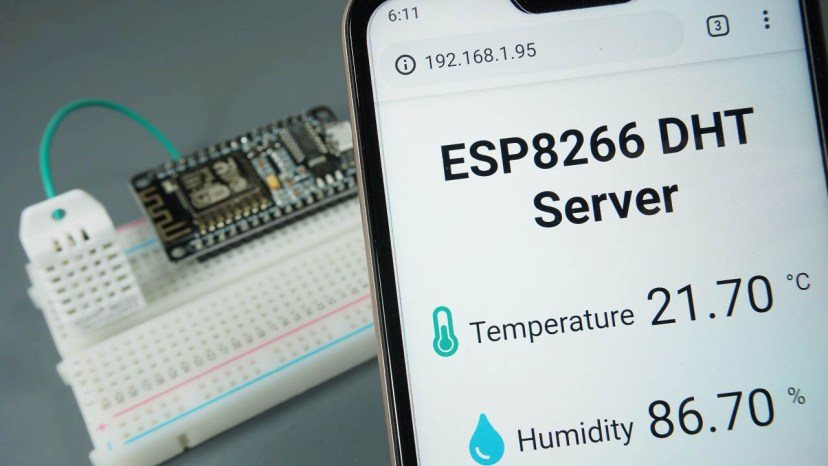 6:11
3
192.168.1.95
ESP8266 DHT
Server
Temperature 21.70 °C
Humidity 86.70 %